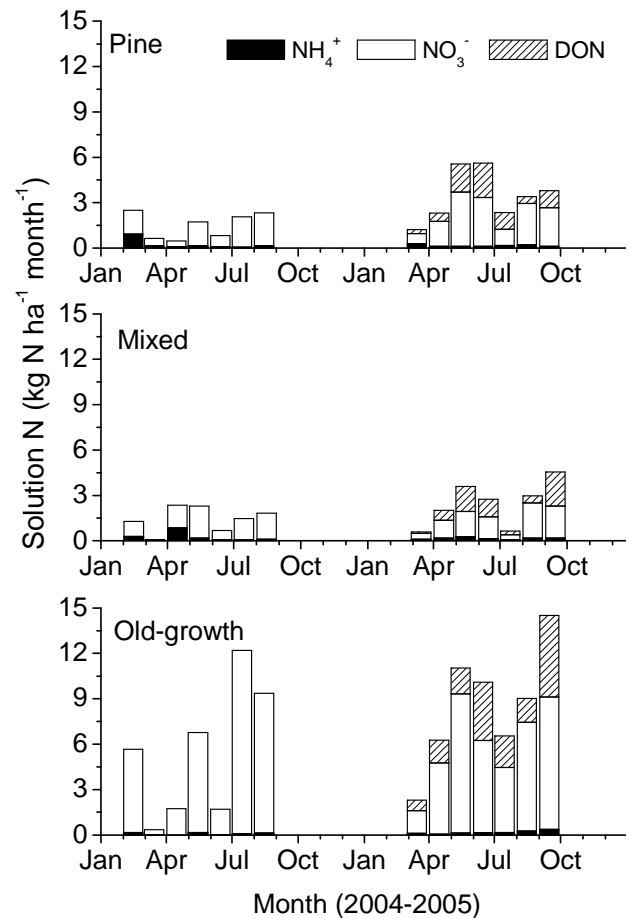 15
Pine NH₄⁺ NO₃⁻ DON
12
9
6
3
0
Jan Apr Jul Oct Jan Apr Jul Oct
15
Mixed
12
9
6
3
0
Jan Apr Jul Oct Jan Apr Jul Oct
15
Old-growth
12
9
6
3
0
Jan Apr Jul Oct Jan Apr Jul Oct
Solution N (kg N ha⁻¹ month⁻¹)
Month (2004-2005)